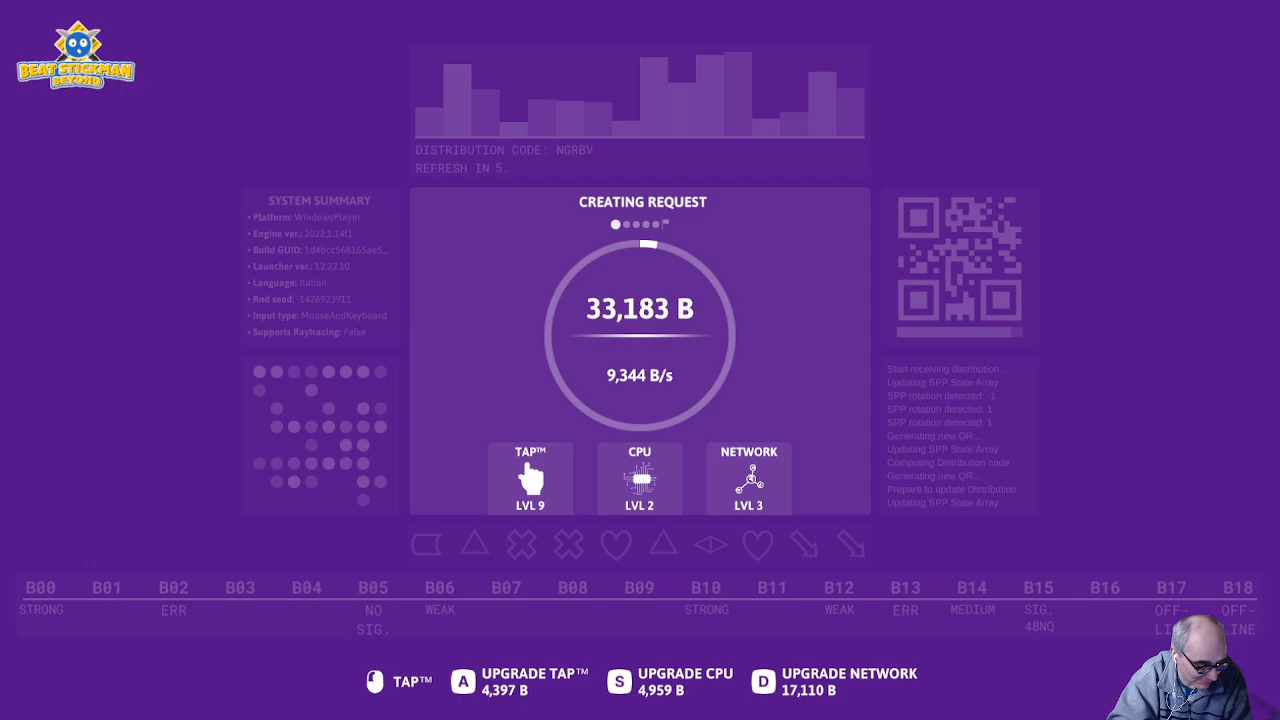 BEAT STICKMAN
BEYOND
DISTRIBUTION CODE: NGRBV
REFRESH IN 5.
SYSTEM SUMMARY
• Platform: WindowsPlayer
• Engine ver.: 2022.1.14f1
• Build GUID: 1d4bcc568165ae5...
• Launcher ver.: 12.22.10
• Language: Italian
• Rnd seed: -1426923911
• Input type: MouseAndKeyboard
• Supports Raytracing: False
CREATING REQUEST
33,183 B
9,344 B/s
TAP™ CPU NETWORK
LVL 9 LVL 2 LVL 3
Start receiving distribution...
Updating SPP State Array
SPP rotation detected: -1
SPP rotation detected: 1
SPP rotation detected: 1
Generating new QR...
Updating SPP State Array
Computing Distribution code
Generating new QR...
Prepare to update Distribution
Updating SPP State Array
B00 B01 B02 B03 B04 B05 B06 B07 B08 B09 B10 B11 B12 B13 B14 B15 B16 B17 B18
STRONG ERR NO WEAK STRONG WEAK ERR MEDIUM SIG. OFF- OFF-
SIG. 48NQ LINE
TAP™ A UPGRADE TAP™ S UPGRADE CPU D UPGRADE NETWORK
4,397 B 4,959 B 17,110 B